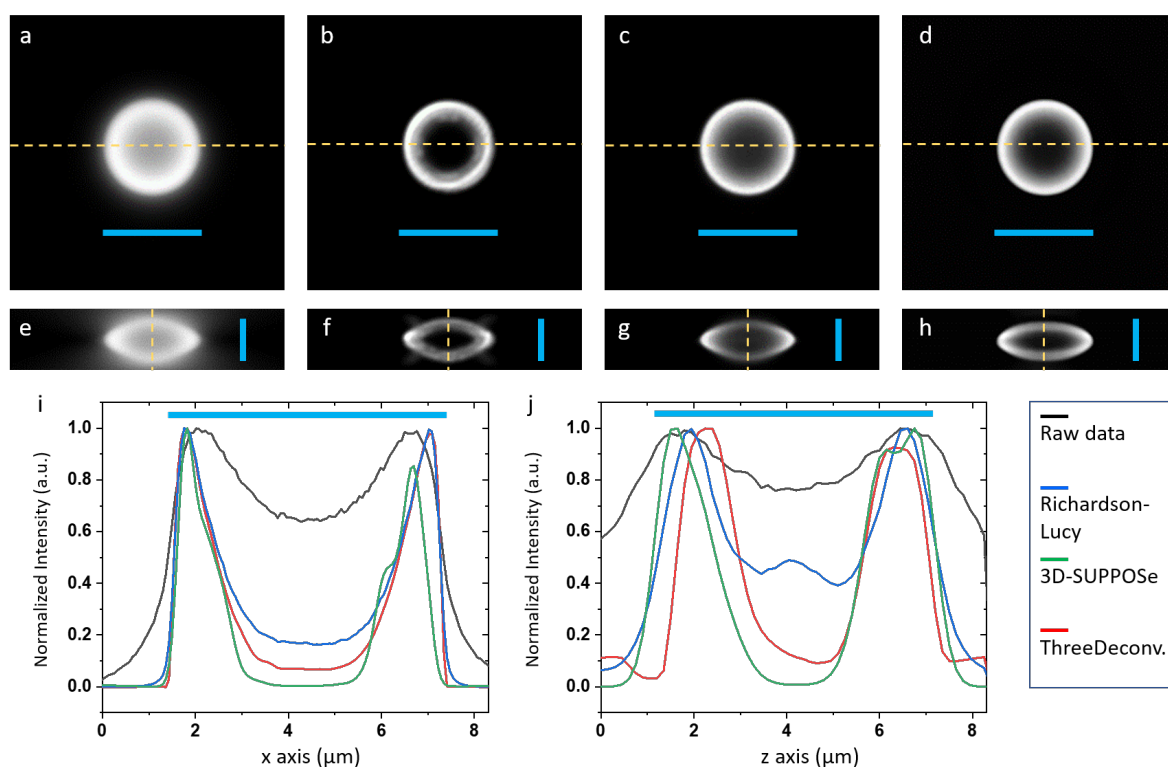 a
b
c
d
e
f
g
h
i
j
1.0
0.8
0.6
0.4
0.2
0.0
Normalized Intensity (a.u.)
0 2 4 6 8
x axis (μm)
1.0
0.8
0.6
0.4
0.2
0.0
Normalized Intensity (a.u.)
0 2 4 6 8
z axis (μm)
Raw data
Richardson-
Lucy
3D-SUPPOSe
ThreeDeconv.